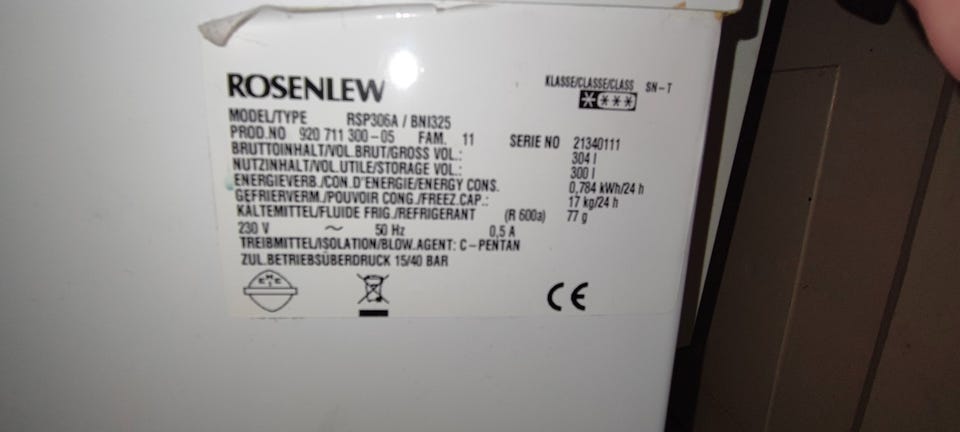 ROSENLEW
KLASSE/CLASSE/CLASS SN-T
MODEL/TYPE RSP306A / BNI325
PROD.NO 920 711 300-05 FAM. 11 SERIE NO 21340111
BRUTTOINHALT/VOL.BRUT/GROSS VOL.: 304 l
NUTZINHALT/VOL.UTILE/STORAGE VOL.: 300 l
ENERGIEVERB./CON.D'ENERGIE/ENERGY CONS. 0,784 kWh/24 h
GEFRIERVERM./POUVOIR CONG./FREEZ.CAP.: 17 kg/24 h
KÄLTEMITTEL/FLUIDE FRIG./REFRIGERANT (R 600a) 77 g
230 V ~ 50 Hz 0,5 A
TREIBMITTEL/ISOLATION/BLOW.AGENT: C-PENTAN
ZUL.BETRIEBSÜBERDRUCK 15/40 BAR
CE